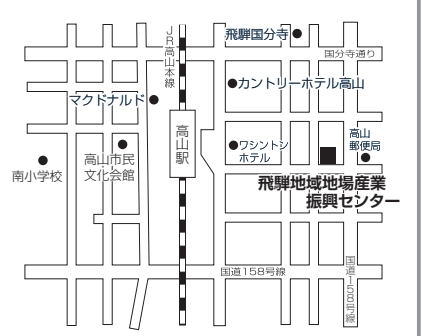 飛騨国分寺
JR高山本線
国分寺通り
カントリーホテル高山
マクドナルド
高山駅
高山
郵便局
ワシントン
ホテル
高山市民
文化会館
南小学校
飛騨地域地場産業
振興センター
国道158号線
国道158号線